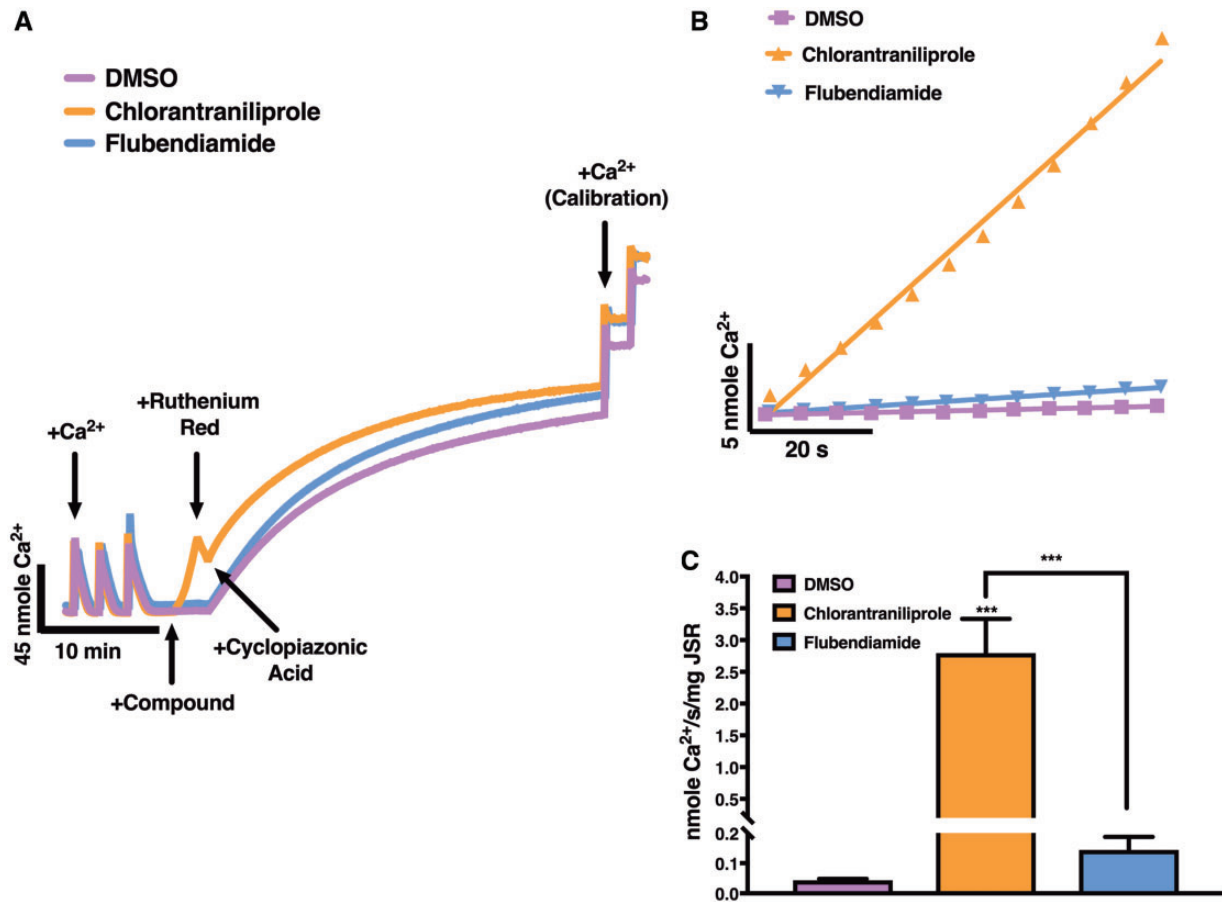 A
DMSO
Chlorantraniliprole
Flubendiamide
+Ca²⁺
(Calibration)
+Ruthenium
Red
+Ca²⁺
45 nmole Ca²⁺
10 min
+Cyclopiazonic
Acid
+Compound
B
DMSO
Chlorantraniliprole
Flubendiamide
5 nmole Ca²⁺
20 s
C
DMSO
Chlorantraniliprole
Flubendiamide
***
***
nmole Ca²⁺/s/mg JSR
4.0
3.5
3.0
2.5
2.0
1.5
1.0
0.5
0.2
0.1
0.0